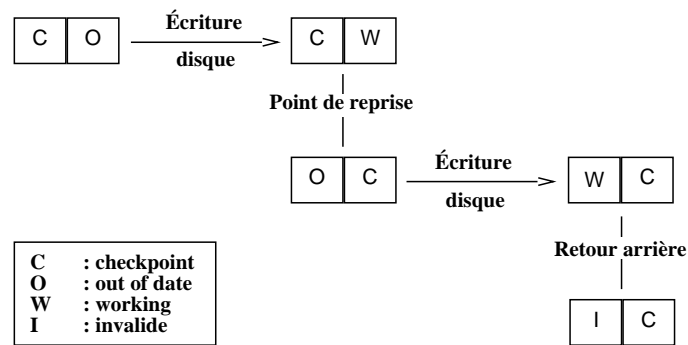 Écriture
C O
C W
disque
Point de reprise
Écriture
O C
W C
disque
Retour arrière
C : checkpoint
O : out of date
W : working
I : invalide
I C